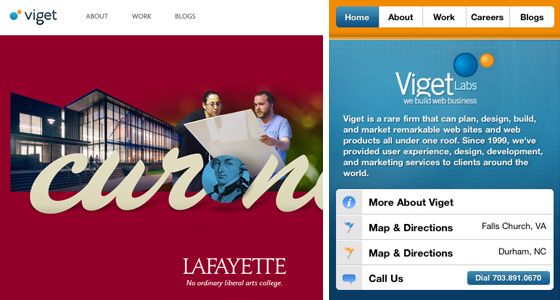 viget
ABOUT WORK BLOGS
cur
n
LAFAYETTE
No ordinary liberal arts college.
Home About Work Careers Blogs
Viget Labs
we build web business
Viget is a rare firm that can plan, design, build,
and market remarkable web sites and web
products all under one roof. Since 1999, we've
provided user experience, design, development,
and marketing services to clients around the
world.
More About Viget
Map & Directions Falls Church, VA
Map & Directions Durham, NC
Call Us Dial 703.891.0670